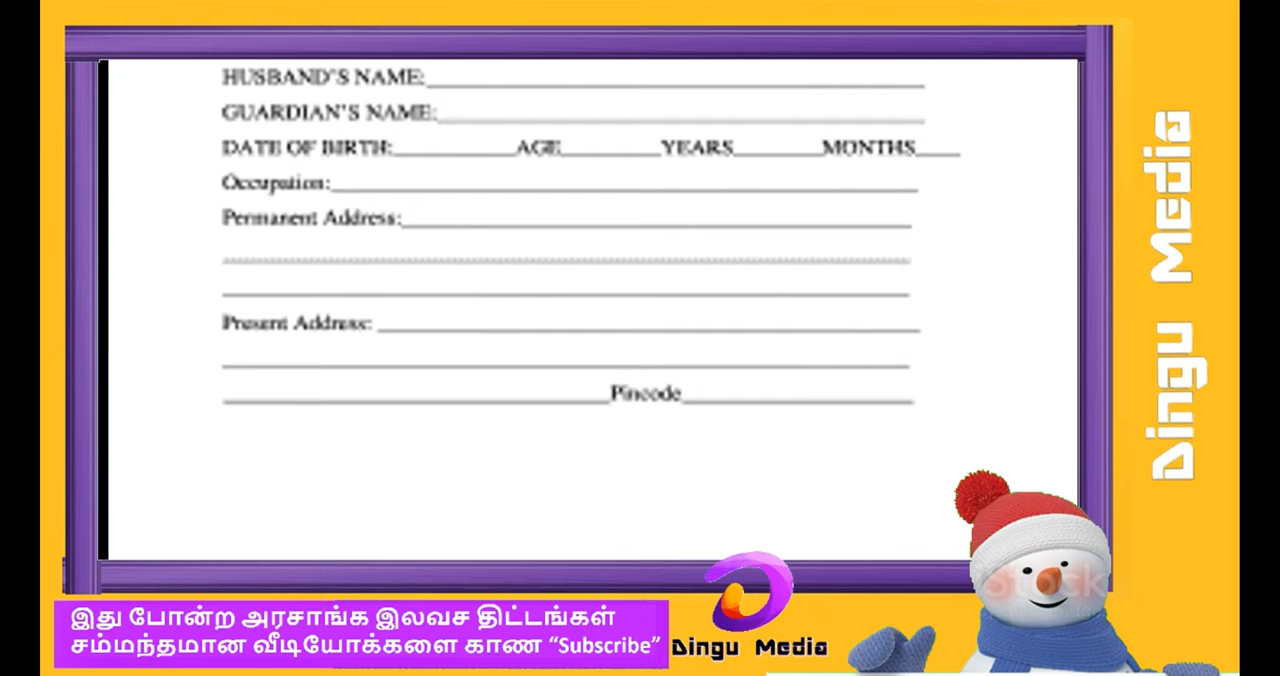 HUSBAND'S NAME:
GUARDIAN'S NAME:
DATE OF BIRTH: AGE YEARS MONTHS
Occupation:
Permanent Address:
Present Address:
Pincode
Dingu Media
இது போன்ற அரசாங்க இலவச திட்டங்கள்
சம்மந்தமான வீடியோக்களை காண “Subscribe”
Dingu Media
Stock